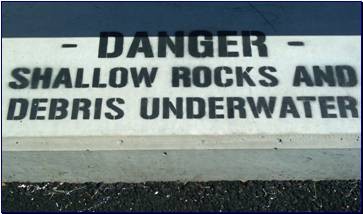 - DANGER -
SHALLOW ROCKS AND
DEBRIS UNDERWATER